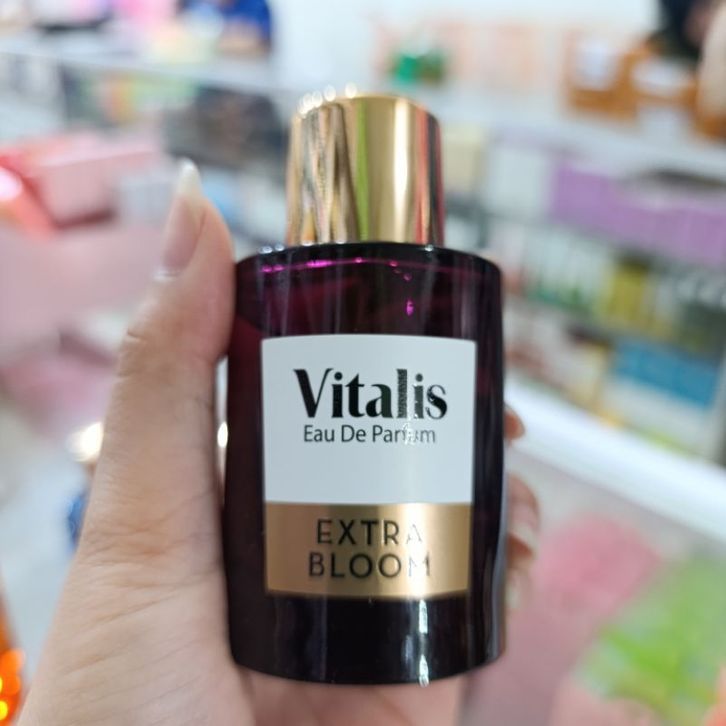 Vitalis
Eau De Parfum
EXTRA
BLOOM